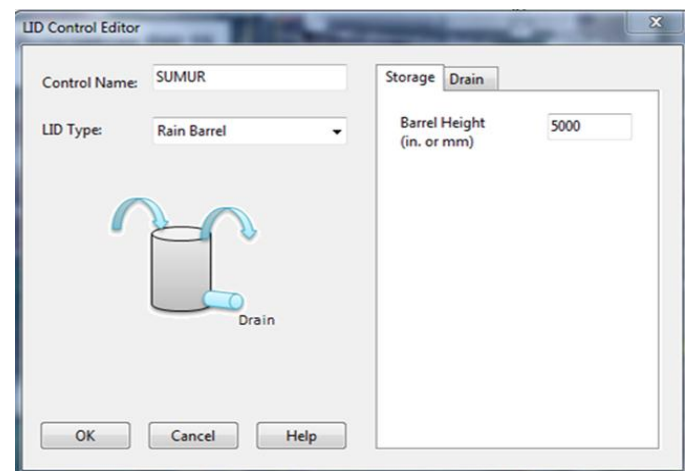 LID Control Editor
Control Name: SUMUR
LID Type: Rain Barrel
Drain
OK Cancel Help
Storage Drain
Barrel Height 5000
(in. or mm)